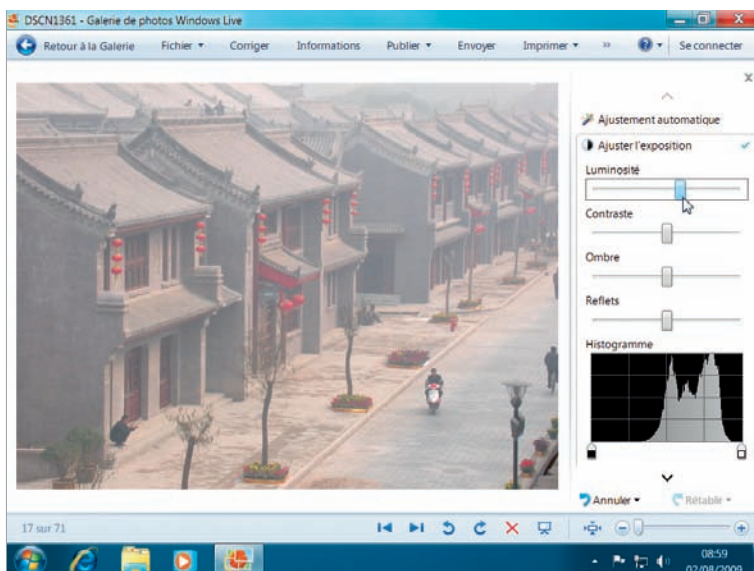 DSCN1361 - Galerie de photos Windows Live
Retour à la Galerie Fichier Corriger Informations Publier Envoyer Imprimer » ? Se connecter
Ajustement automatique
Ajuster l'exposition
Luminosité
Contraste
Ombre
Reflets
Histogramme
Annuler Rétablir
17 sur 71
08:59
02/08/2009